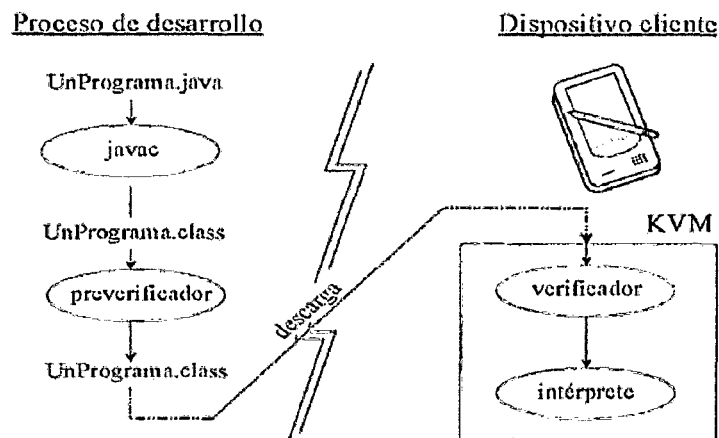 Proceso de desarrollo
UnPrograma.java
javac
UnPrograma.class
preverificador
UnPrograma.class
descarga
Dispositivo cliente
KVM
verificador
intérprete